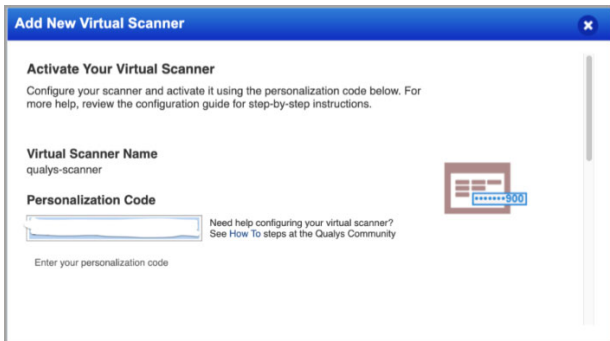 Add New Virtual Scanner
Activate Your Virtual Scanner
Configure your scanner and activate it using the personalization code below. For
more help, review the configuration guide for step-by-step instructions.
Virtual Scanner Name
qualys-scanner
•••••••900
Personalization Code
Need help configuring your virtual scanner?
See How To steps at the Qualys Community
Enter your personalization code